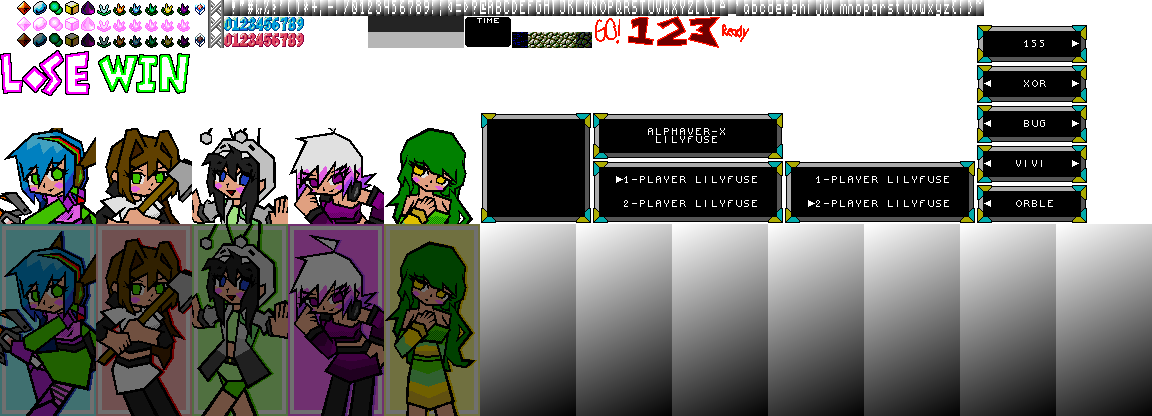 0123456789
0123456789
TIME
GO!
123
Ready
LOSE WIN
ALPHAVER-X
LILYFUSE
▶1-PLAYER LILYFUSE
2-PLAYER LILYFUSE
1-PLAYER LILYFUSE
▶2-PLAYER LILYFUSE
155 ▶
◀ XOR ▶
◀ BUG ▶
◀ VIVI ▶
◀ ORBLE